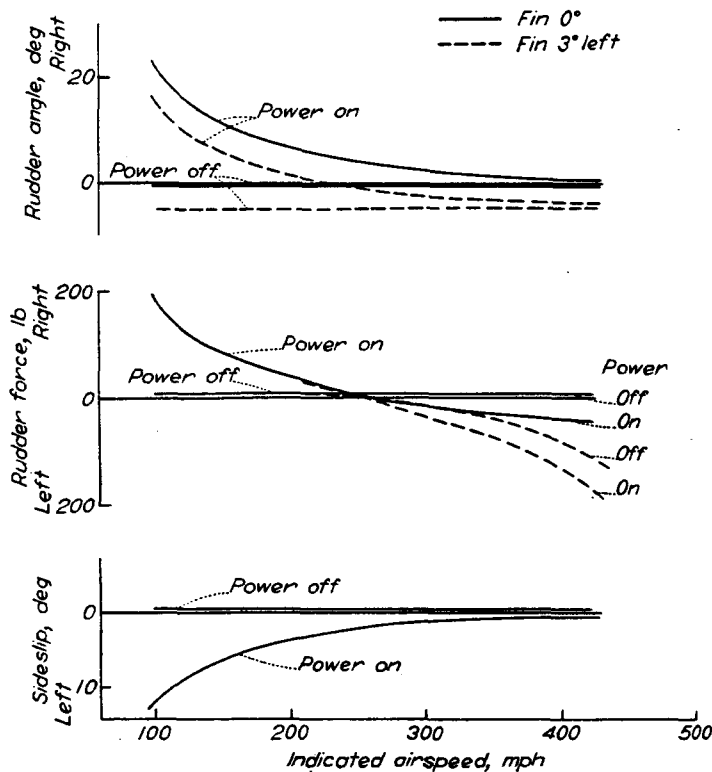 Fin 0°
Fin 3° left
Rudder angle, deg
Right
20
0
Power on
Power off
Rudder force, lb
Left Right
200
0
200
Power on
Power off
Power
Off
On
Off
On
Sideslip, deg
Left
0
10
Power off
Power on
100 200 300 400 500
Indicated airspeed, mph